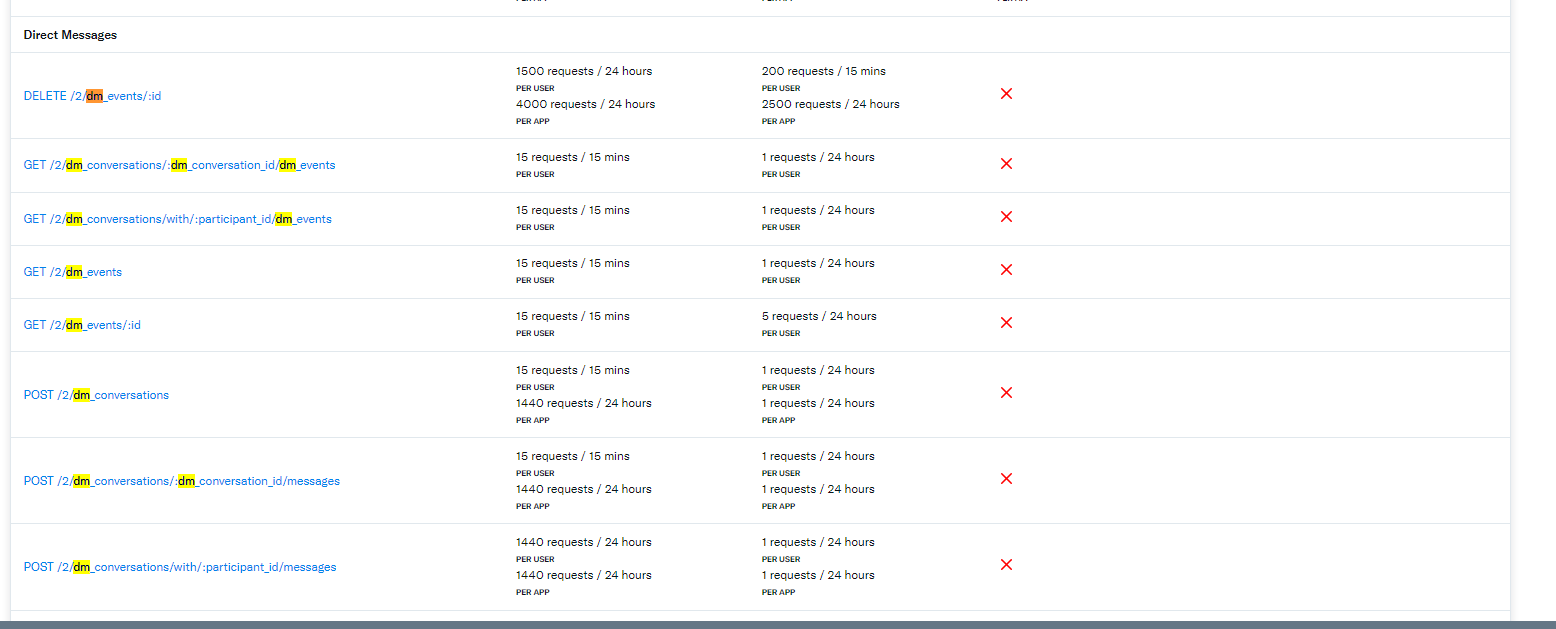 Direct Messages
DELETE /2/dm_events/:id
1500 requests / 24 hours
PER USER
4000 requests / 24 hours
PER APP
200 requests / 15 mins
PER USER
2500 requests / 24 hours
PER APP
GET /2/dm_conversations/:dm_conversation_id/dm_events
15 requests / 15 mins
PER USER
1 requests / 24 hours
PER USER
GET /2/dm_conversations/with/:participant_id/dm_events
15 requests / 15 mins
PER USER
1 requests / 24 hours
PER USER
GET /2/dm_events
15 requests / 15 mins
PER USER
1 requests / 24 hours
PER USER
GET /2/dm_events/:id
15 requests / 15 mins
PER USER
5 requests / 24 hours
PER USER
POST /2/dm_conversations
15 requests / 15 mins
PER USER
1440 requests / 24 hours
PER APP
1 requests / 24 hours
PER USER
1 requests / 24 hours
PER APP
POST /2/dm_conversations/:dm_conversation_id/messages
15 requests / 15 mins
PER USER
1440 requests / 24 hours
PER APP
1 requests / 24 hours
PER USER
1 requests / 24 hours
PER APP
POST /2/dm_conversations/with/:participant_id/messages
1440 requests / 24 hours
PER USER
1440 requests / 24 hours
PER APP
1 requests / 24 hours
PER USER
1 requests / 24 hours
PER APP